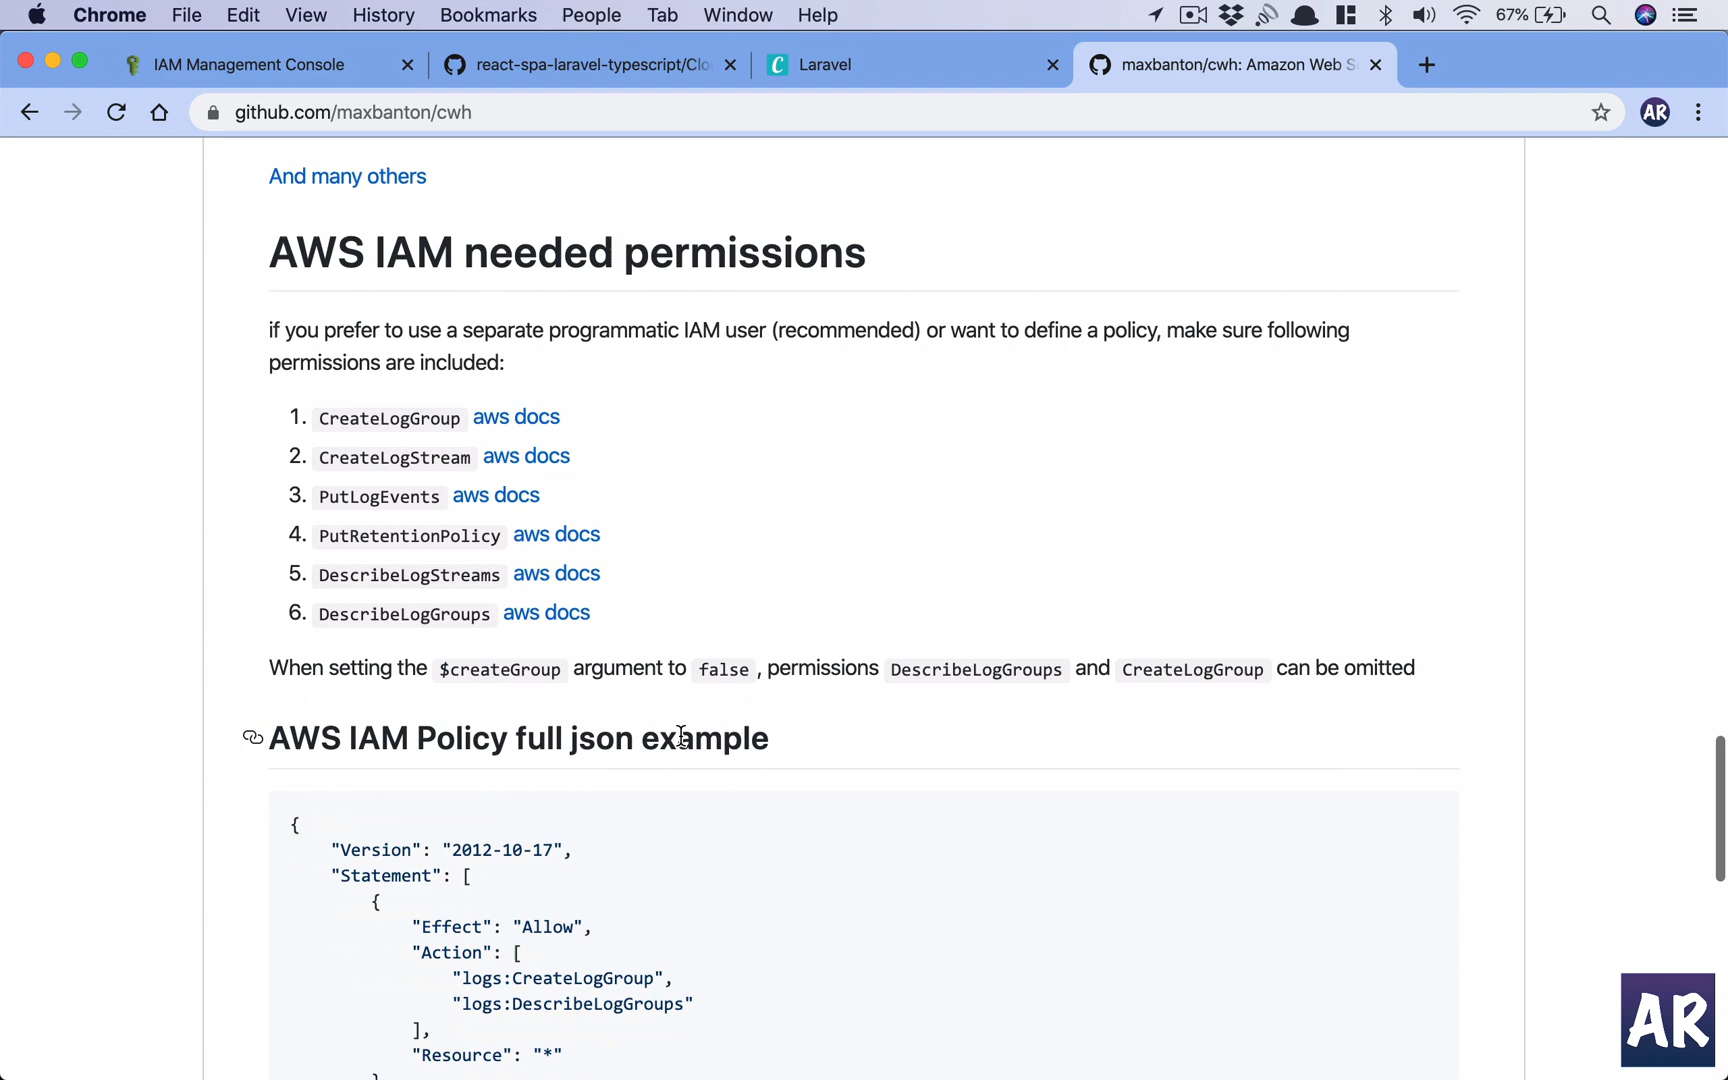 Chrome File Edit View History Bookmarks People Tab Window Help 67%
IAM Management Console react-spa-laravel-typescript/Clo Laravel maxbanton/cwh: Amazon Web S
github.com/maxbanton/cwh AR
And many others
AWS IAM needed permissions
if you prefer to use a separate programmatic IAM user (recommended) or want to define a policy, make sure following
permissions are included:
1. CreateLogGroup aws docs
2. CreateLogStream aws docs
3. PutLogEvents aws docs
4. PutRetentionPolicy aws docs
5. DescribeLogStreams aws docs
6. DescribeLogGroups aws docs
When setting the $createGroup argument to false , permissions DescribeLogGroups and CreateLogGroup can be omitted
AWS IAM Policy full json example
{
"Version": "2012-10-17",
"Statement": [
{
"Effect": "Allow",
"Action": [
"logs:CreateLogGroup",
"logs:DescribeLogGroups"
],
"Resource": "*"
}
AR